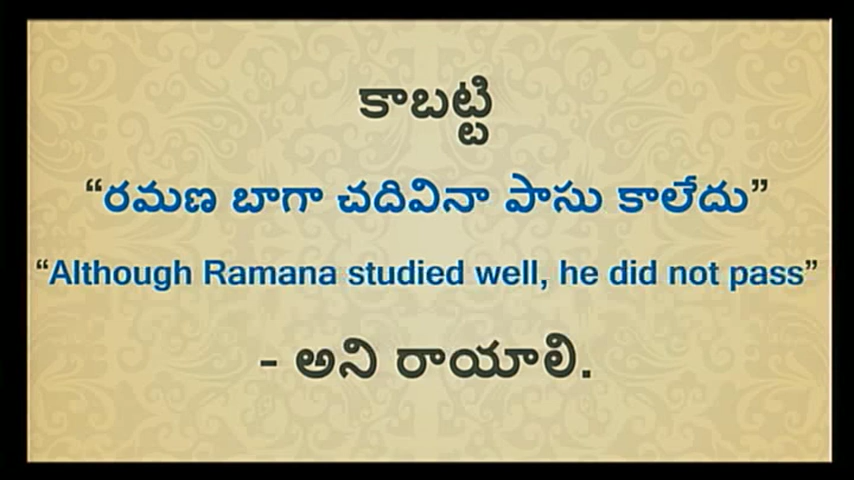 కాబట్టి
“రమణ బాగా చదివినా పాసు కాలేదు”
“Although Ramana studied well, he did not pass”
- అని రాయాలి.